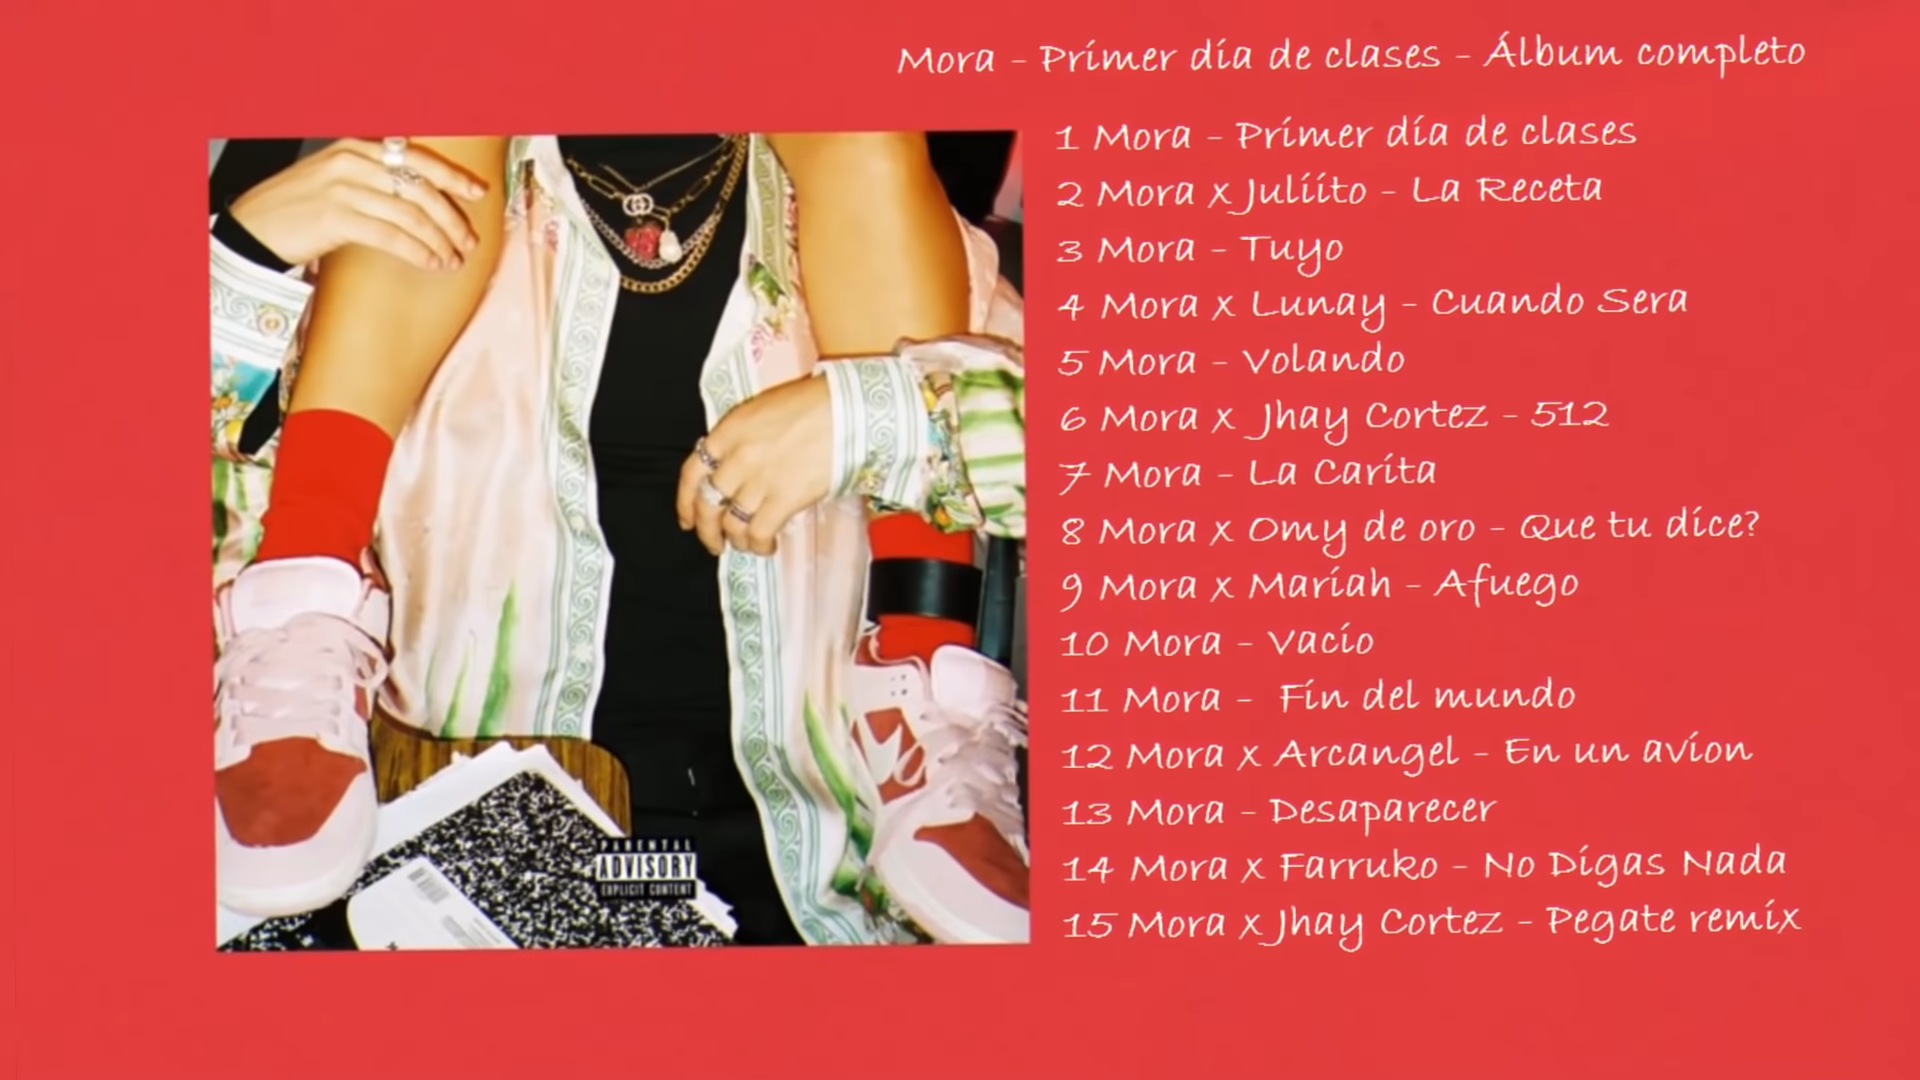 Mora - Primer día de clases - Álbum completo
1 Mora - Primer día de clases
2 Mora x Juliito - La Receta
3 Mora - Tuyo
4 Mora x Lunay - Cuando Sera
5 Mora - Volando
6 Mora x Jhay Cortez - 512
7 Mora - La Carita
8 Mora x Omy de oro - Que tu dice?
9 Mora x Mariah - Afuego
10 Mora - Vacío
11 Mora - Fin del mundo
12 Mora x Arcangel - En un avion
13 Mora - Desaparecer
14 Mora x Farruko - No Digas Nada
15 Mora x Jhay Cortez - Pegate remix
PARENTAL
ADVISORY
EXPLICIT CONTENT